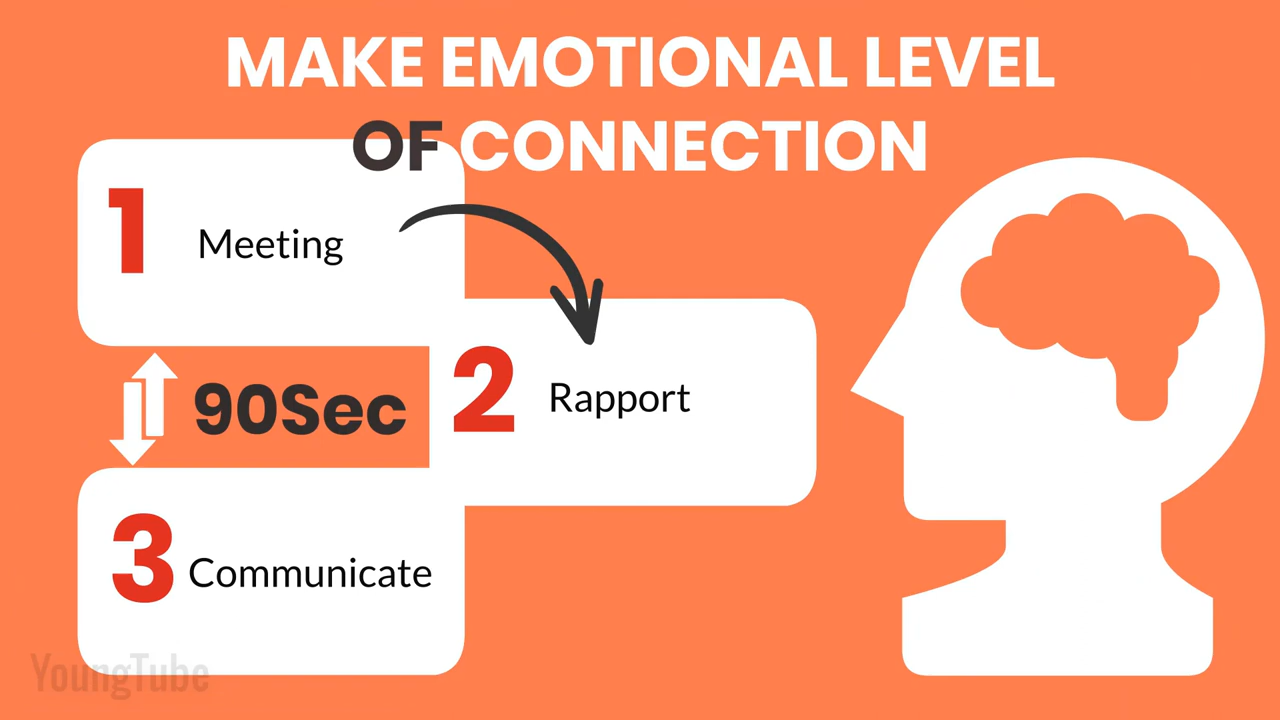 MAKE EMOTIONAL LEVEL
OF CONNECTION
1 Meeting
2 Rapport
90Sec
3 Communicate
YoungTube